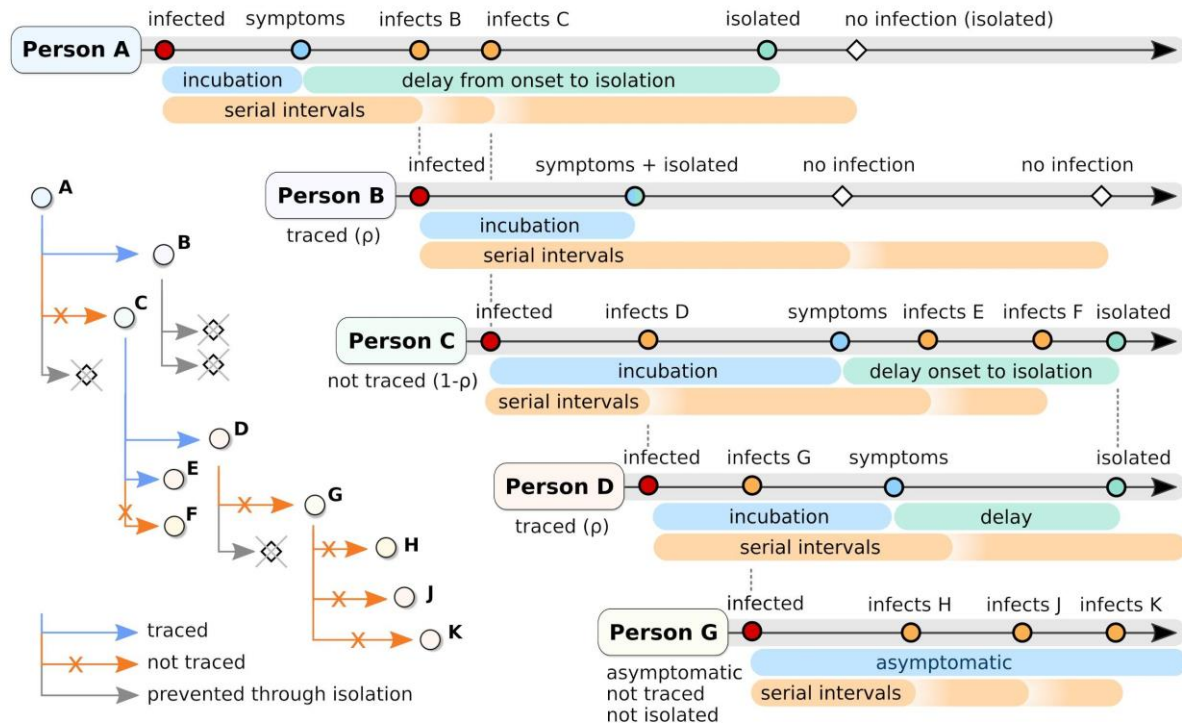 infected symptoms infects B infects C isolated no infection (isolated)
Person A
incubation delay from onset to isolation
serial intervals
infected symptoms + isolated no infection no infection
Person B
traced (ρ)
incubation
serial intervals
infected infects D symptoms infects E infects F isolated
Person C
not traced (1-ρ)
incubation delay onset to isolation
serial intervals
infected infects G symptoms isolated
Person D
traced (ρ)
incubation delay
serial intervals
infected infects H infects J infects K
Person G
asymptomatic
not traced
not isolated
asymptomatic
serial intervals
A
B
C
D
E
F
G
H
J
K
traced
not traced
prevented through isolation